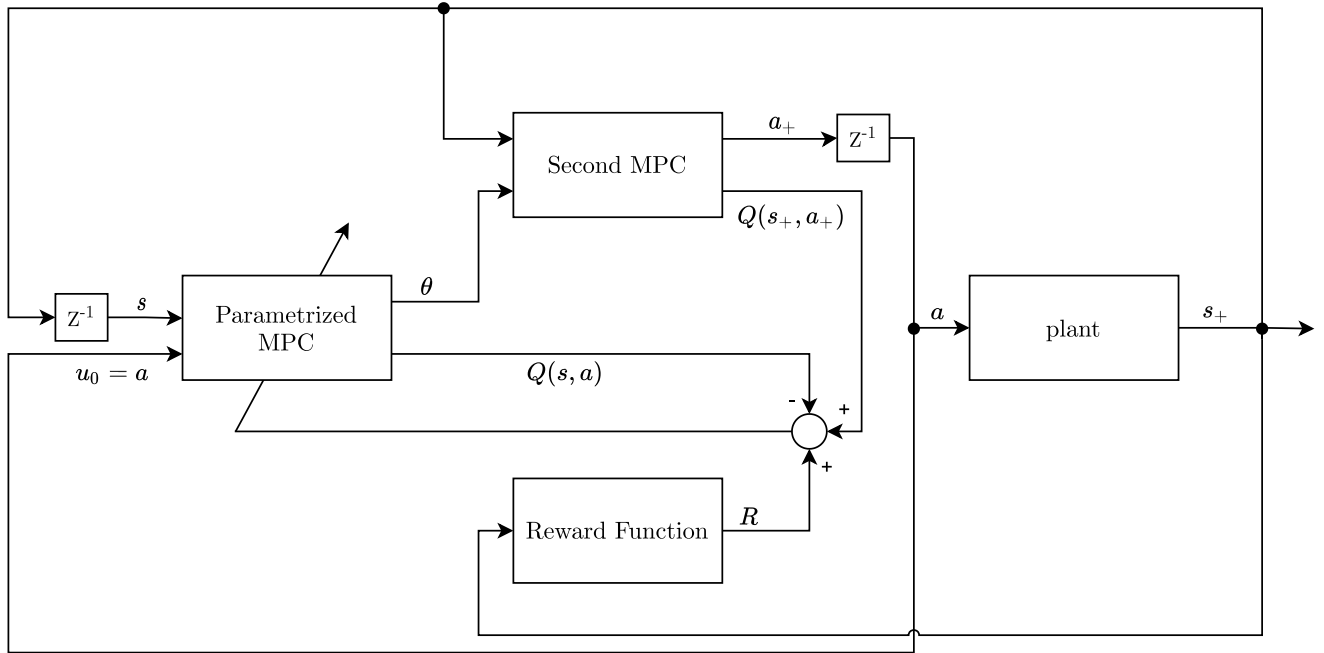 a₊
Z⁻¹
Second MPC
Q(s₊, a₊)
θ
s
Z⁻¹
Parametrized
MPC
a
plant
s₊
u₀ = a
Q(s, a)
-
+
+
R
Reward Function